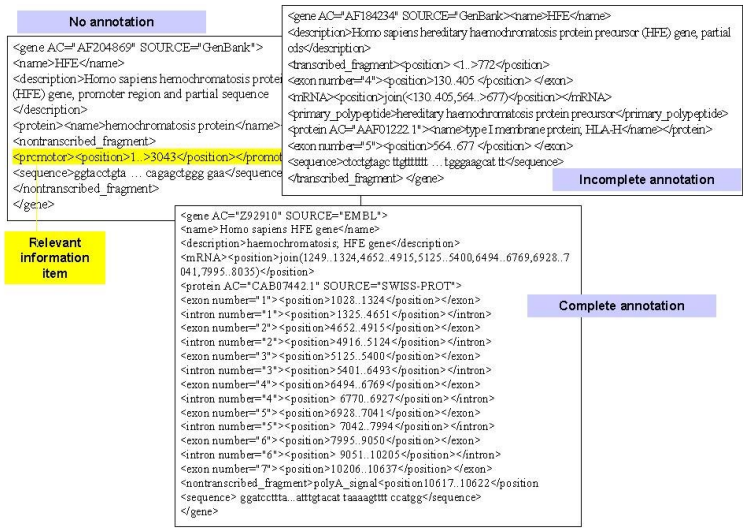 No annotation
<gene AC="AF204869" SOURCE="GenBank">
<name>HFE</name>
<description>Homo sapiens hemochromatosis protein
(HFE) gene, promoter region and partial sequence
</description>
<protein><name>hemochromatosis protein</name>
<nontranscribed_fragment>
<promotor><position>1..>3043</position></promot
<sequence>ggtacctgta … cagagctggg gaa</sequence
</nontranscribed_fragment>
</gene>
Relevant
information
item
<gene AC="AF184234" SOURCE="GenBank><name>HFE</name>
<description>Homo sapiens hereditary haemochromatosis protein precursor (HFE) gene, partial
cds</description>
<transcribed_fragment><position> <1..>772</position>
<exon number="4"><position>130..405 </position> </exon>
<mRNA><position>join(<130..405,564..>677)</position></mRNA>
<primary_polypeptide>hereditary haemochromatosis protein precursor</primary_polypeptide>
<protein AC="AAF01222.1"><name>type I membrane protein; HLA-H</name></protein>
<exon number="5"><position>564..677 </position> </exon>
<sequence>ctcctgtagc ttgttttttt … tgggaagcat tt</sequence>
</transcribed_fragment> </gene>
Incomplete annotation
<gene AC="Z92910" SOURCE="EMBL>
<name>Homo sapiens HFE gene</name>
<description>haemochromatosis; HFE gene</description>
<mRNA><position>join(1249..1324,4652..4915,5125..5400,6494..6769,6928..7
041,7995..8035)</position>
<protein AC="CAB07442.1" SOURCE="SWISS-PROT">
<exon number="1"><position>1028..1324</position></exon>
<intron number="1"><position>1325..4651</position></intron>
<exon number="2"><position>4652..4915</position></exon>
<intron number="2"><position>4916..5124</position></intron>
<exon number="3"><position>5125..5400</position></exon>
<intron number="3"><position>5401..6493</position></intron>
<exon number="4"><position>6494..6769</position></exon>
<intron number="4"><position> 6770..6927</position></intron>
<exon number="5"><position>6928..7041</position></exon>
<intron number="5"><position> 7042..7994</position></intron>
<exon number="6"><position>7995..9050</position></exon>
<intron number="6"><position> 9051..10205</position></intron>
<exon number="7"><position>10206..10637</position></exon>
<nontranscribed_fragment>polyA_signal<position10617..10622</position
<sequence> ggatccttta...atttgtacat taaaagtttt ccatgg</sequence>
</gene>
Complete annotation